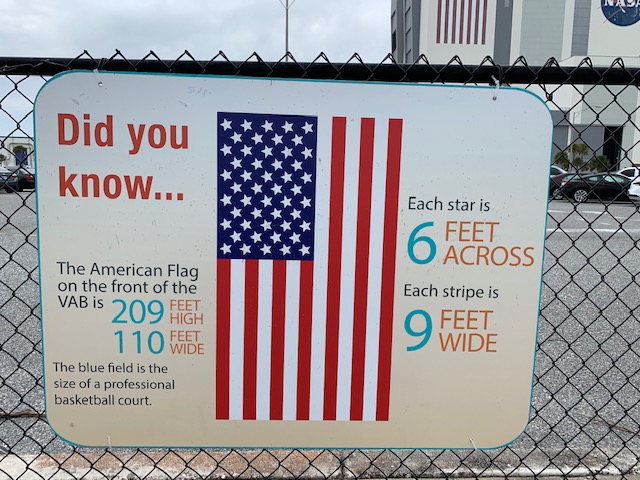 NASA
Did you
know...
The American Flag
on the front of the
VAB is 209 FEET HIGH
110 FEET WIDE
The blue field is the
size of a professional
basketball court.
Each star is
6 FEET ACROSS
Each stripe is
9 FEET WIDE